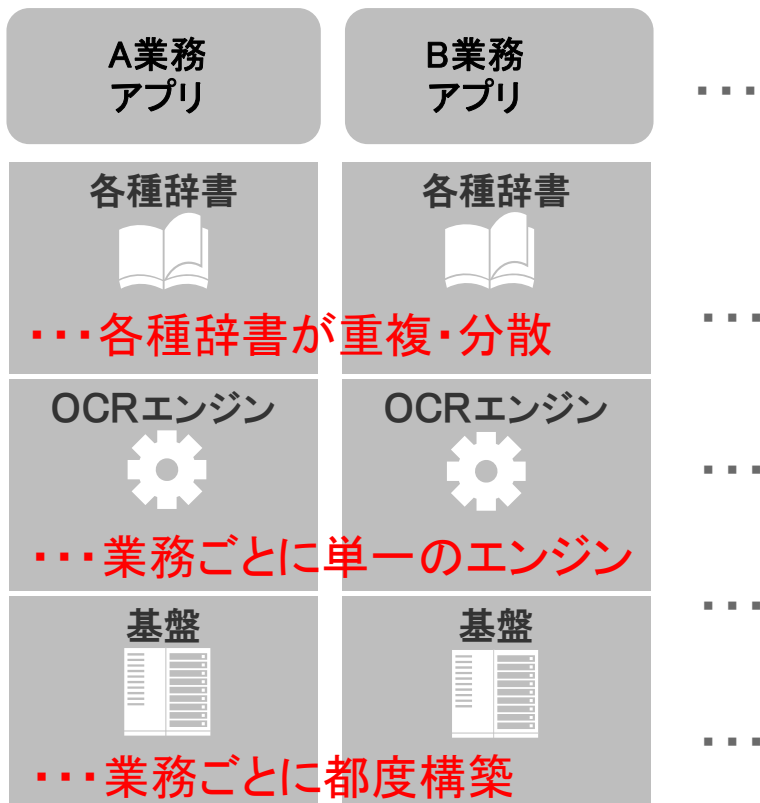 A業務
アプリ
B業務
アプリ
・・・
各種辞書
各種辞書
・・・各種辞書が重複・分散
・・・
OCRエンジン
OCRエンジン
・・・
・・・業務ごとに単一のエンジン
・・・
基盤
基盤
・・・
・・・業務ごとに都度構築